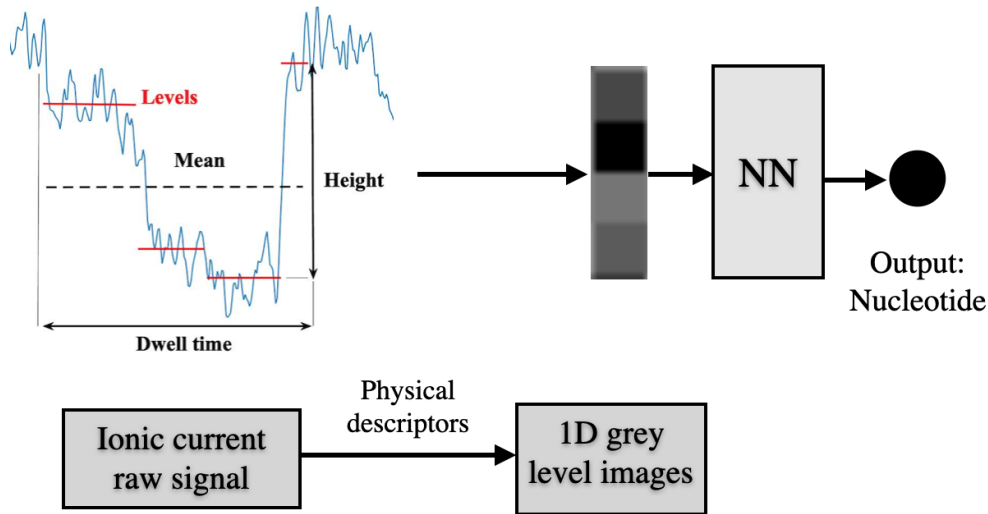 Levels
Mean
Height
Dwell time
NN
Output:
Nucleotide
Physical
descriptors
Ionic current
raw signal
1D grey
level images